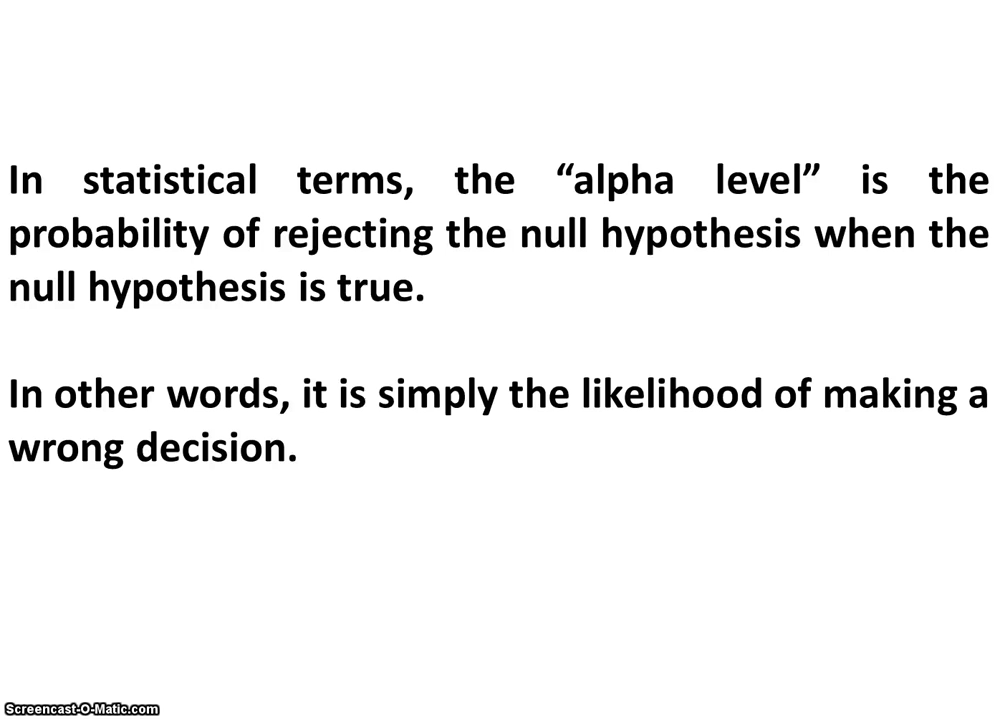 In statistical terms, the “alpha level” is the
probability of rejecting the null hypothesis when the
null hypothesis is true.
In other words, it is simply the likelihood of making a
wrong decision.
Screencast-O-Matic.com